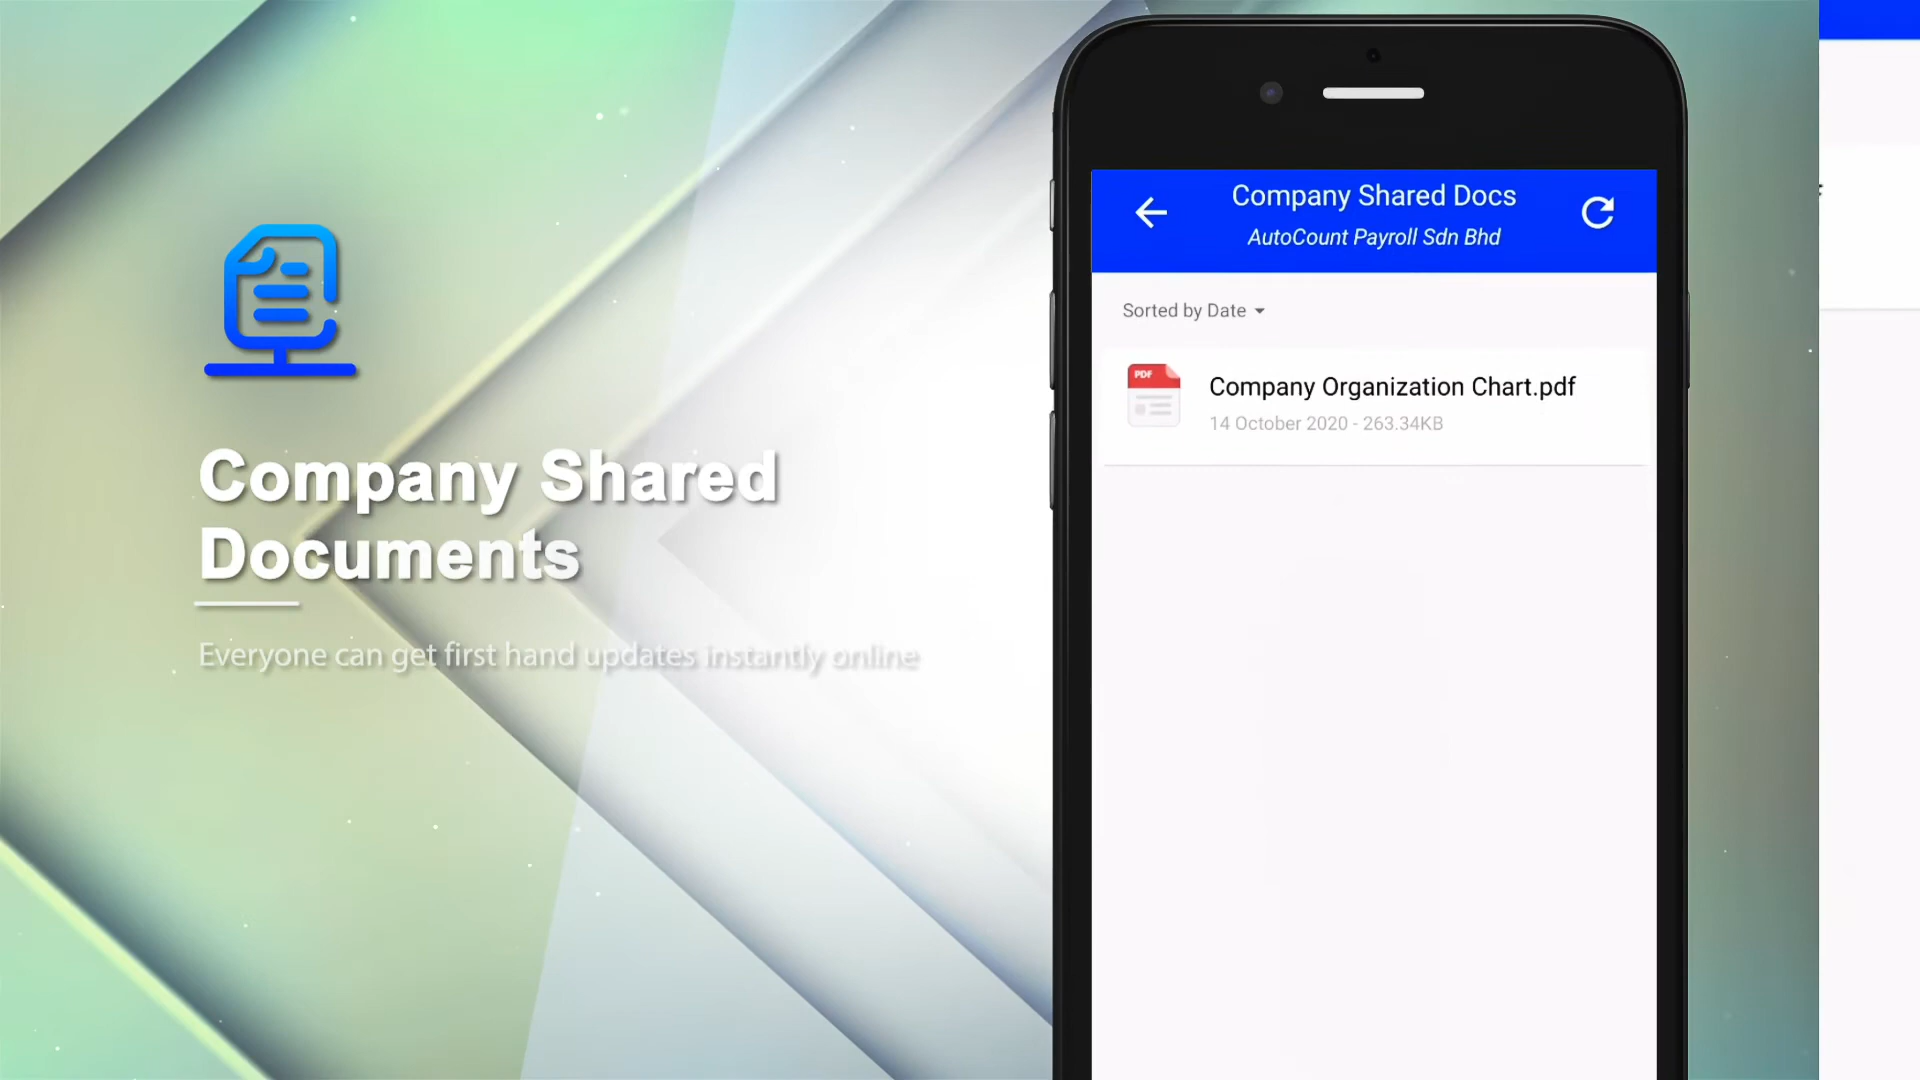 Company Shared
Documents
Everyone can get first hand updates instantly online
Company Shared Docs
AutoCount Payroll Sdn Bhd
Sorted by Date
PDF
Company Organization Chart.pdf
14 October 2020 - 263.34KB